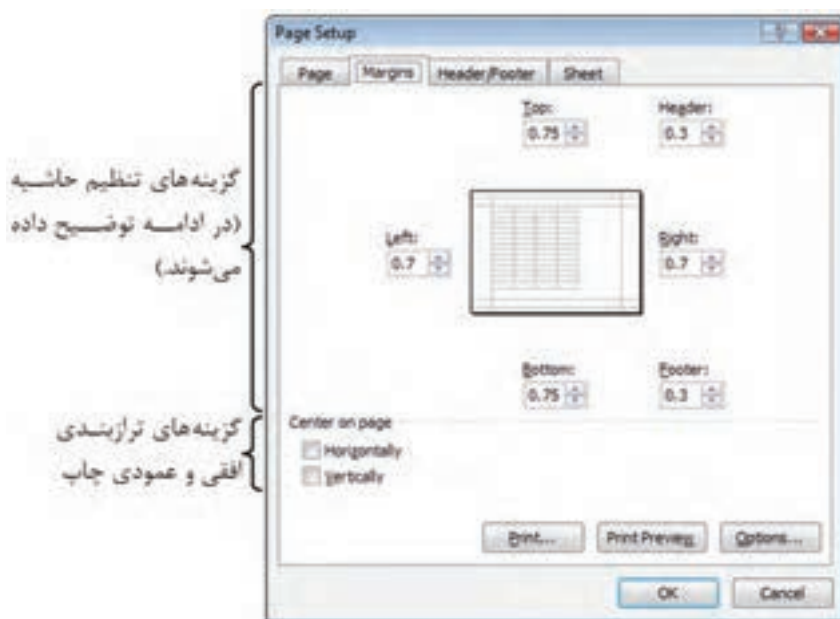 Page Setup
Page Margins Header/Footer Sheet
Top: Header:
0.75 0.3
گزینه‌های تنظیم حاشیه
(در ادامه توضیح داده
می‌شوند.)
Left: Right:
0.7 0.7
Bottom: Footer:
0.75 0.3
گزینه‌های ترازبندی
افقی و عمودی چاپ
Center on page
Horizontally
Vertically
Print... Print Preview Options...
OK Cancel